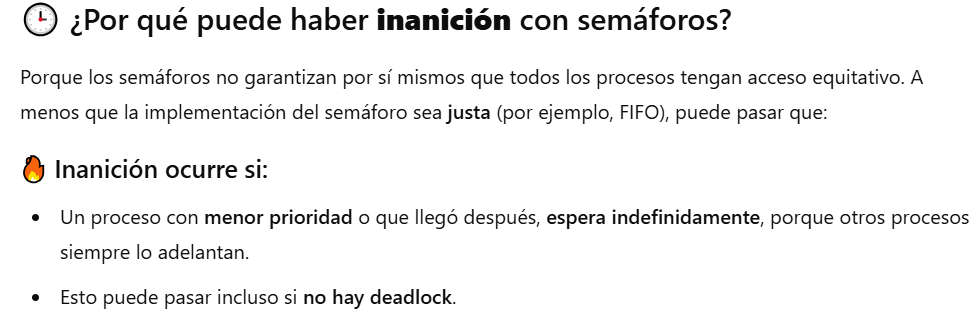 🕒 ¿Por qué puede haber inanición con semáforos?
Porque los semáforos no garantizan por sí mismos que todos los procesos tengan acceso equitativo. A
menos que la implementación del semáforo sea justa (por ejemplo, FIFO), puede pasar que:
🔥 Inanición ocurre si:
• Un proceso con menor prioridad o que llegó después, espera indefinidamente, porque otros procesos
siempre lo adelantan.
• Esto puede pasar incluso si no hay deadlock.